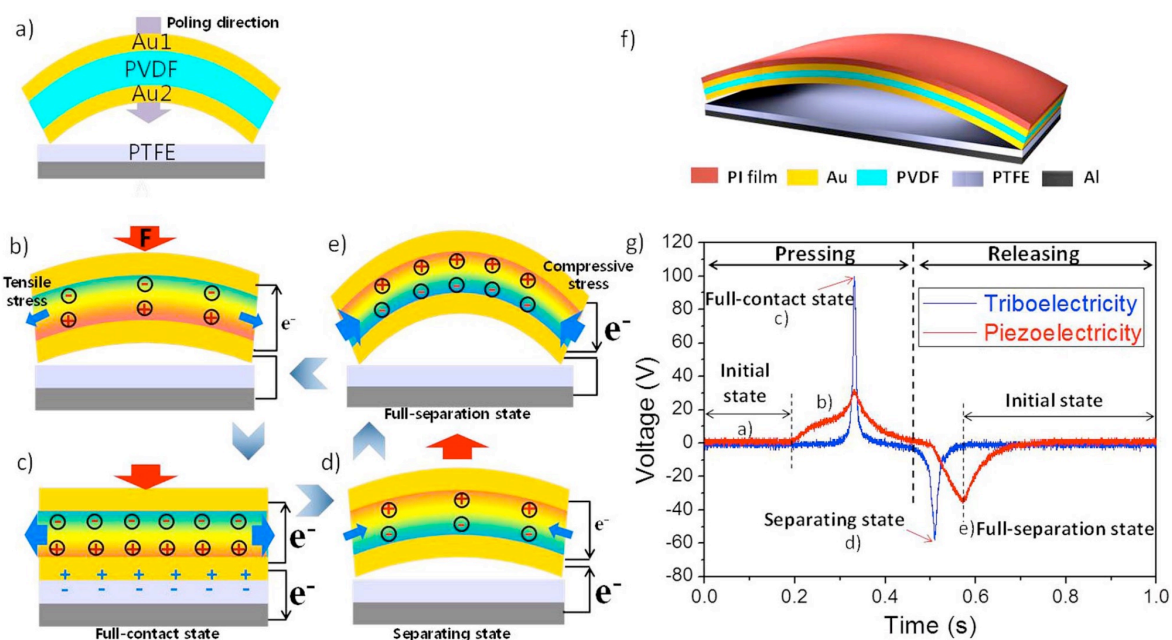 a)
Poling direction
Au1
PVDF
Au2
PTFE
f)
PI film Au PVDF PTFE Al
b)
F
Tensile
stress
e⁻
e)
Compressive
stress
e⁻
Full-separation state
c)
e⁻
e⁻
Full-contact state
d)
e⁻
e⁻
Separating state
g)
120
100
80
60
40
20
0
-20
-40
-60
-80
Voltage (V)
Pressing Releasing
Full-contact state
c)
Triboelectricity
Piezoelectricity
Initial
state
a)
b)
Initial state
Separating state
d)
e) Full-separation state
0.0 0.2 0.4 0.6 0.8 1.0
Time (s)